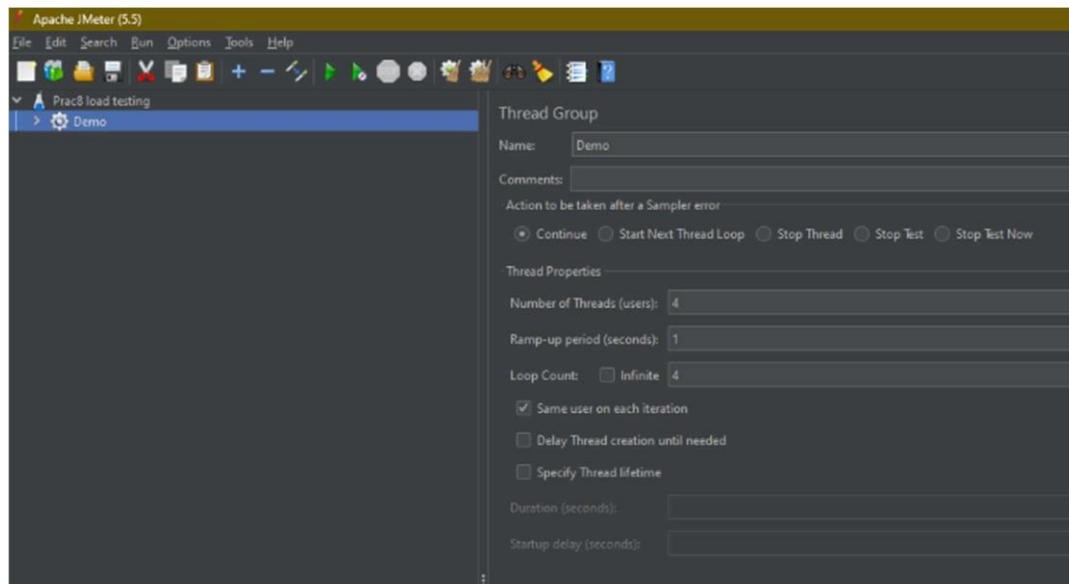 Apache JMeter (5.5)
File Edit Search Run Options Tools Help
Prac8 load testing
Demo
Thread Group
Name: Demo
Comments:
Action to be taken after a Sampler error
Continue Start Next Thread Loop Stop Thread Stop Test Stop Test Now
Thread Properties
Number of Threads (users): 4
Ramp-up period (seconds): 1
Loop Count: Infinite 4
Same user on each iteration
Delay Thread creation until needed
Specify Thread lifetime
Duration (seconds):
Startup delay (seconds):